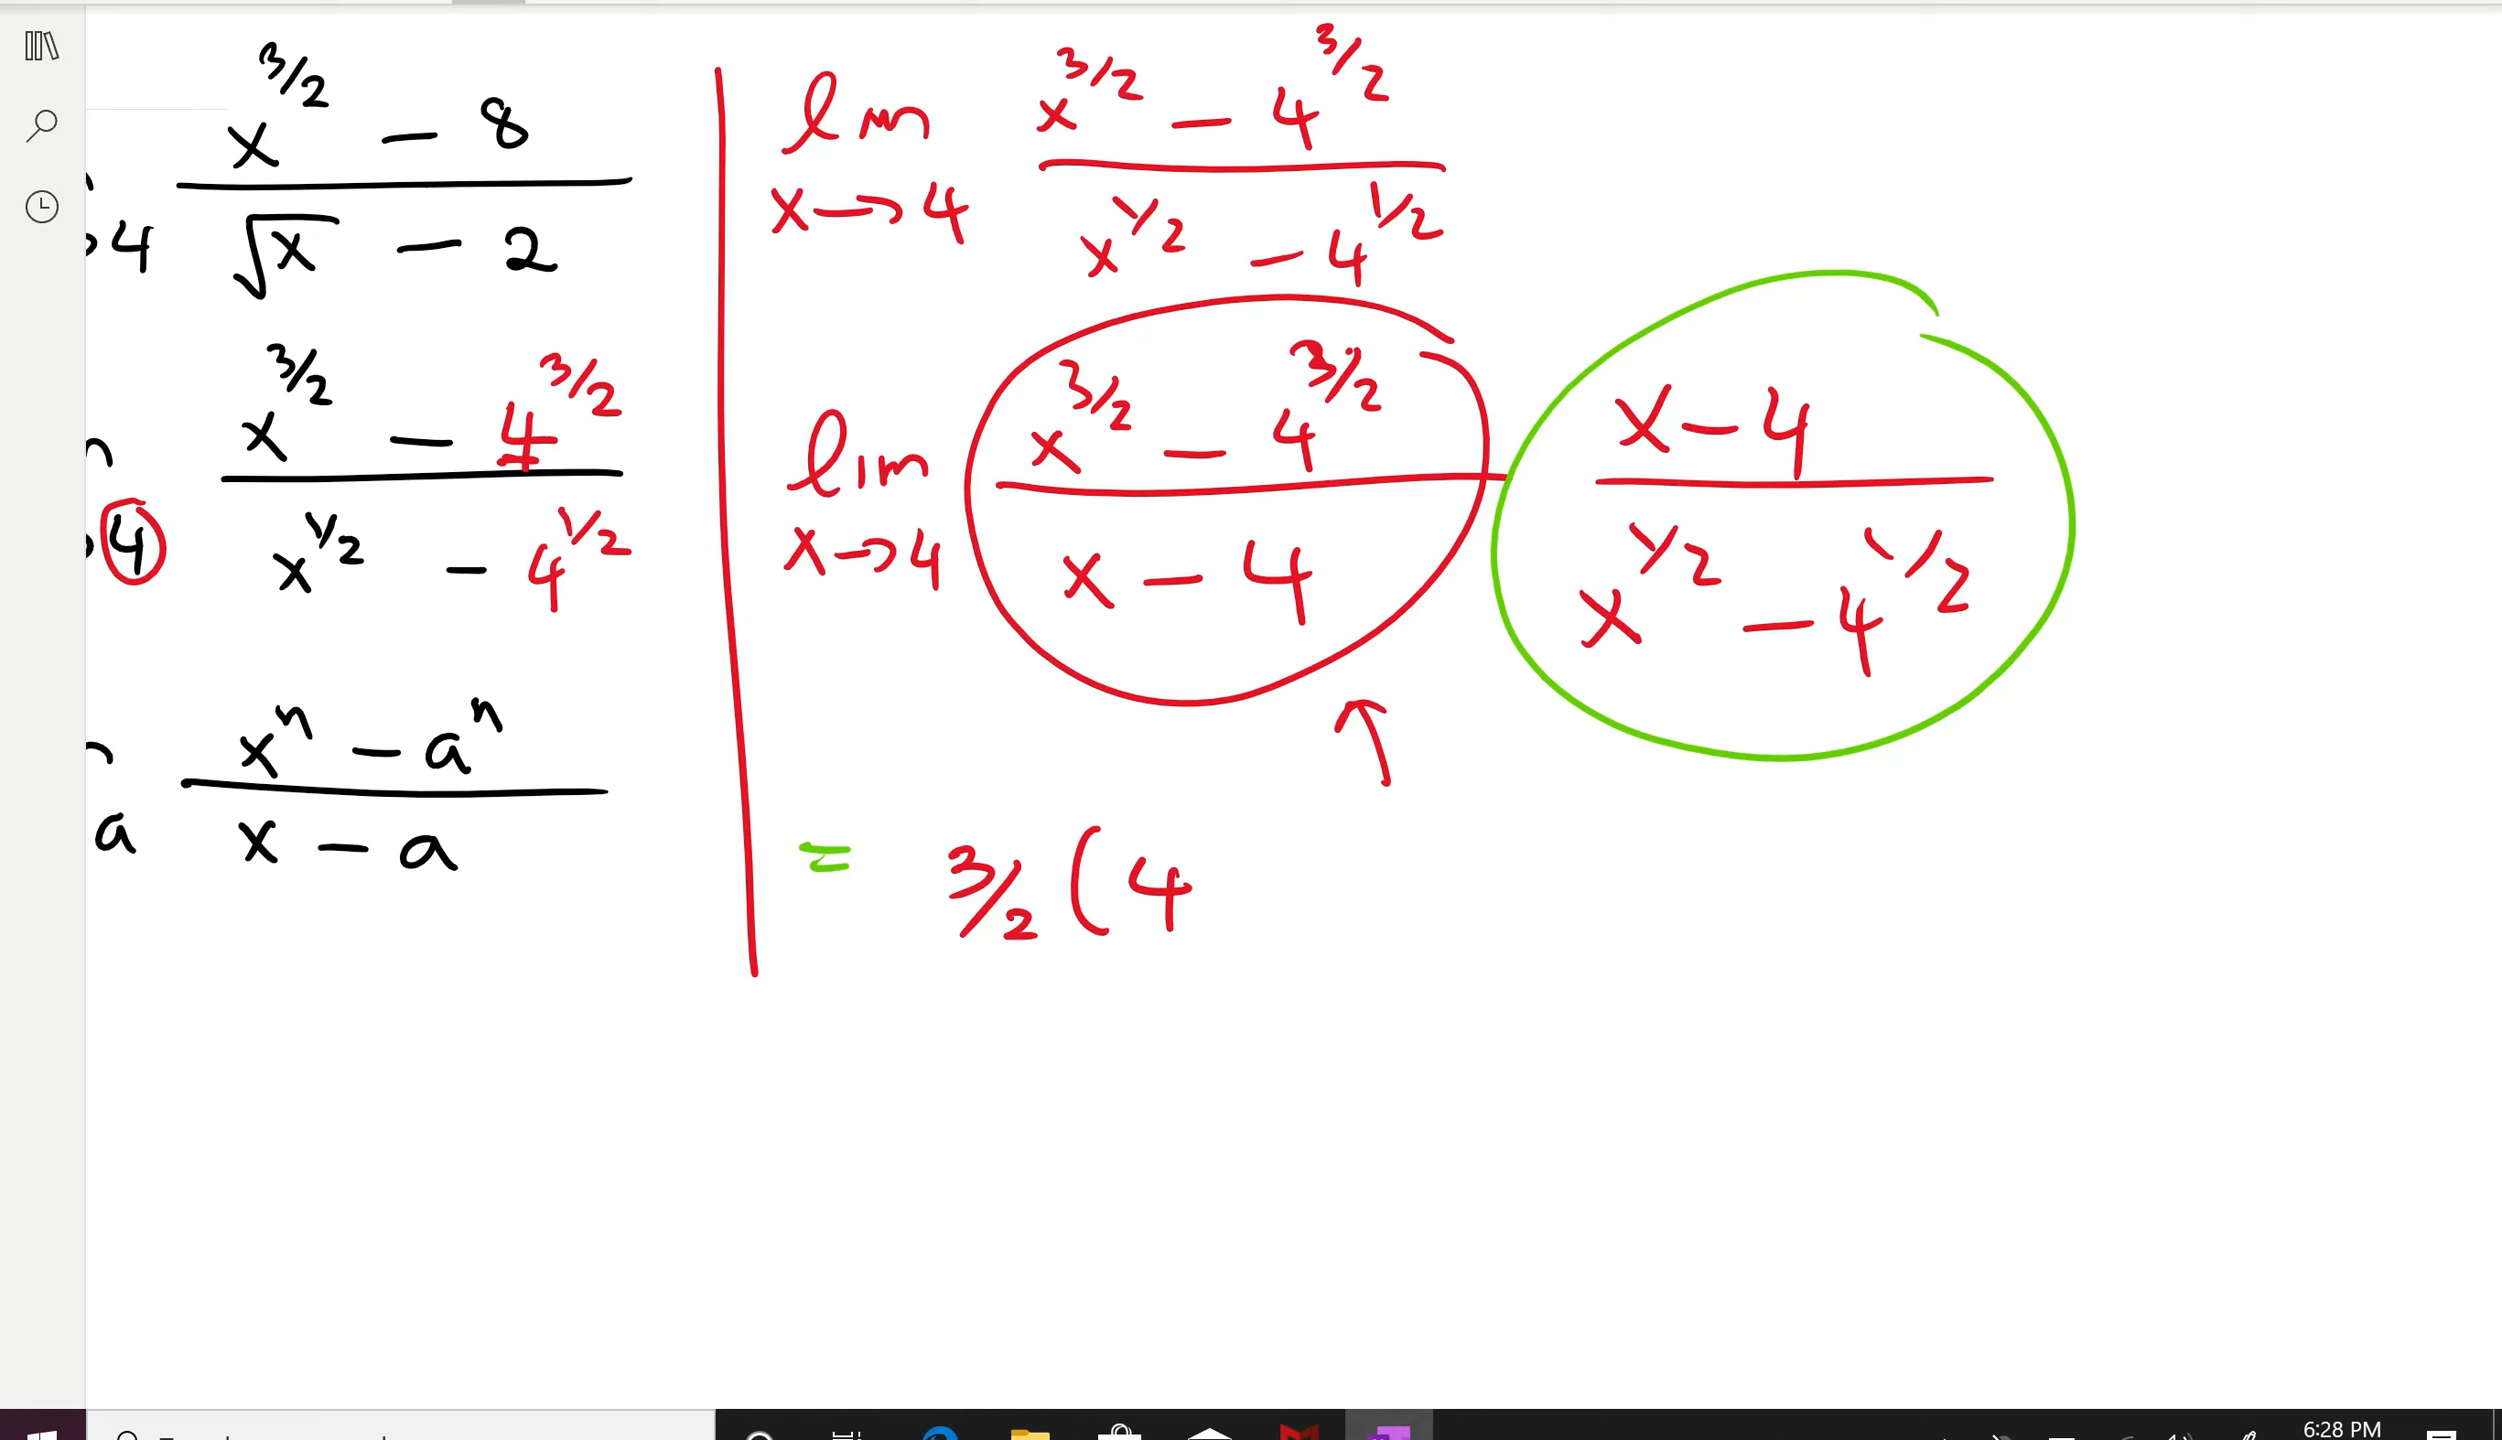 x^{3/2} - 8
→ 4 √x - 2
x^{3/2} - 4^{3/2}
→ 4 x^{1/2} - 4^{1/2}
x^n - a^n
a x - a
lim x^{3/2} - 4^{3/2}
x→4 x^{1/2} - 4^{1/2}
lim x^{3/2} - 4^{3/2} x - 4
x→4 x - 4 x^{1/2} - 4^{1/2}
= 3/2 (4
6:28 PM